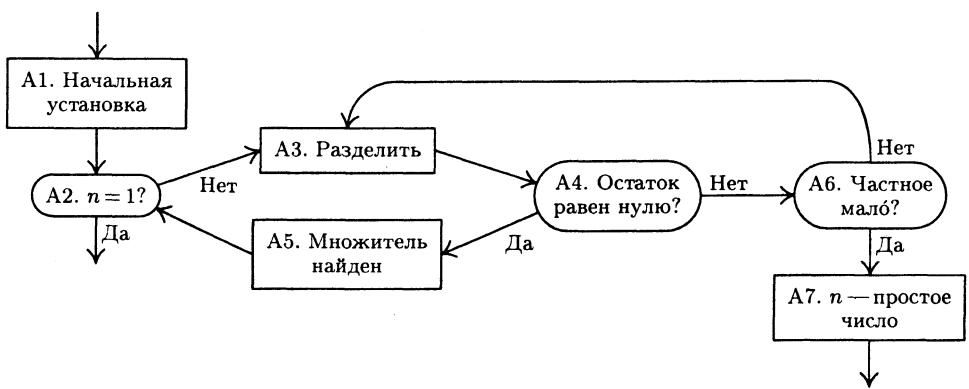 A1. Начальная
установка
A2. n = 1?
Да
Нет
A3. Разделить
A5. Множитель
найден
A4. Остаток
равен нулю?
Да
Нет
A6. Частное
малó?
Нет
Да
A7. n — простое
число